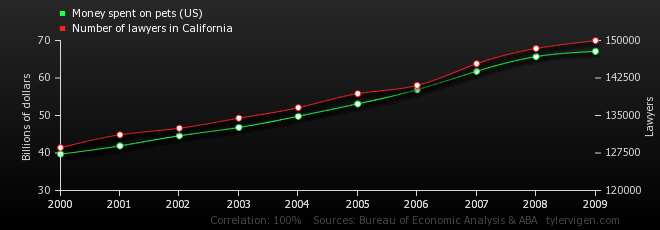 Money spent on pets (US)
Number of lawyers in California
70 150000
60 142500
50 135000
40 127500
30 120000
Billions of dollars
Lawyers
2000 2001 2002 2003 2004 2005 2006 2007 2008 2009
Correlation: 100% Sources: Bureau of Economic Analysis & ABA tylervigen.com